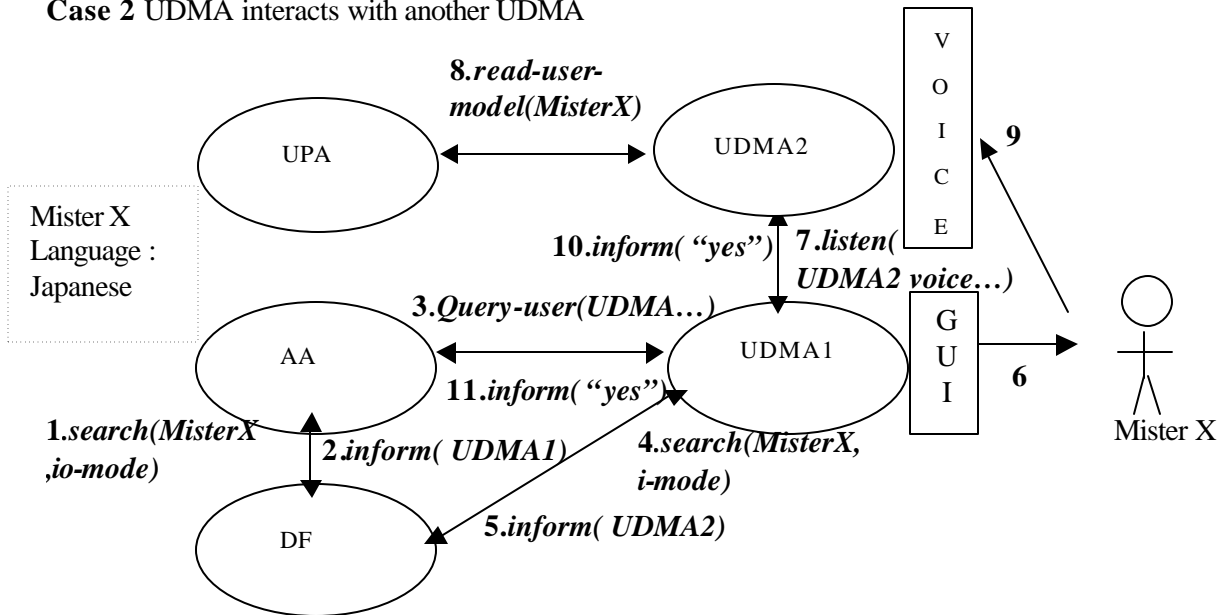 Case 2 UDMA interacts with another UDMA
8.read-user-
model(MisterX)
UPA
UDMA2
V
O
I
C
E
9
Mister X
Language :
Japanese
10.inform( “yes”)
7.listen(
UDMA2 voice…)
3.Query-user(UDMA…)
AA
UDMA1
G
U
I
6
11.inform( “yes”)
Mister X
1.search(MisterX
,io-mode)
2.inform( UDMA1)
4.search(MisterX,
i-mode)
5.inform( UDMA2)
DF